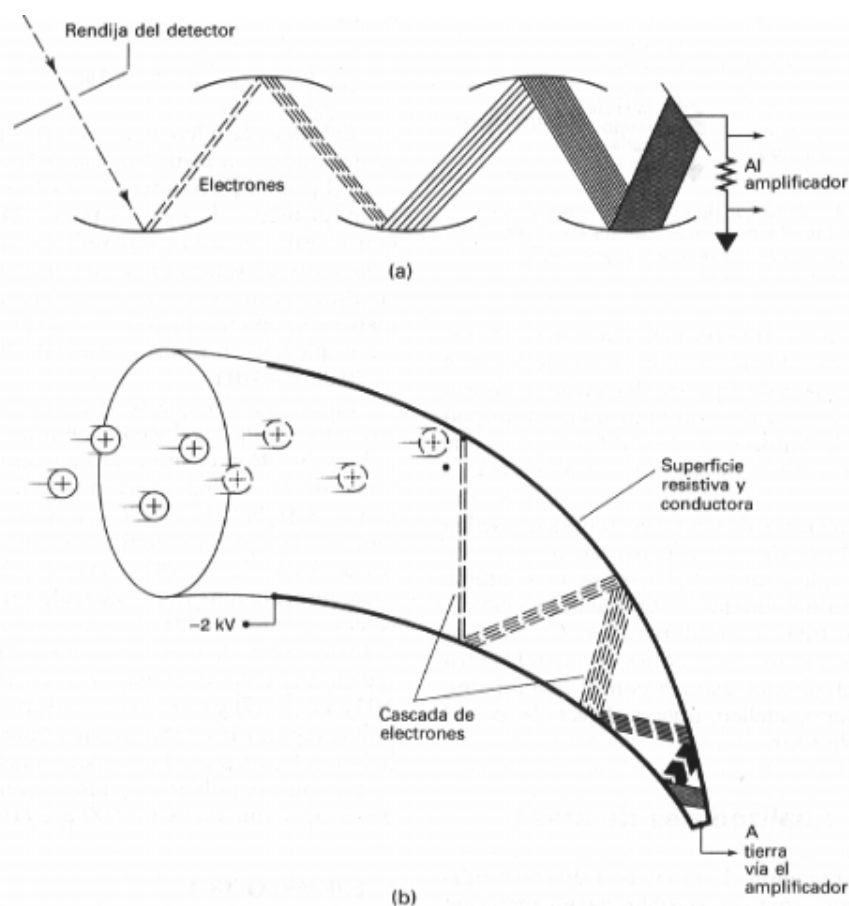 Rendija del detector
Electrones
Al
amplificador
(a)
+
+
+
+
+
+
+
+
Superficie
resistiva y
conductora
−2 kV
Cascada de
electrones
A
tierra
vía el
amplificador
(b)